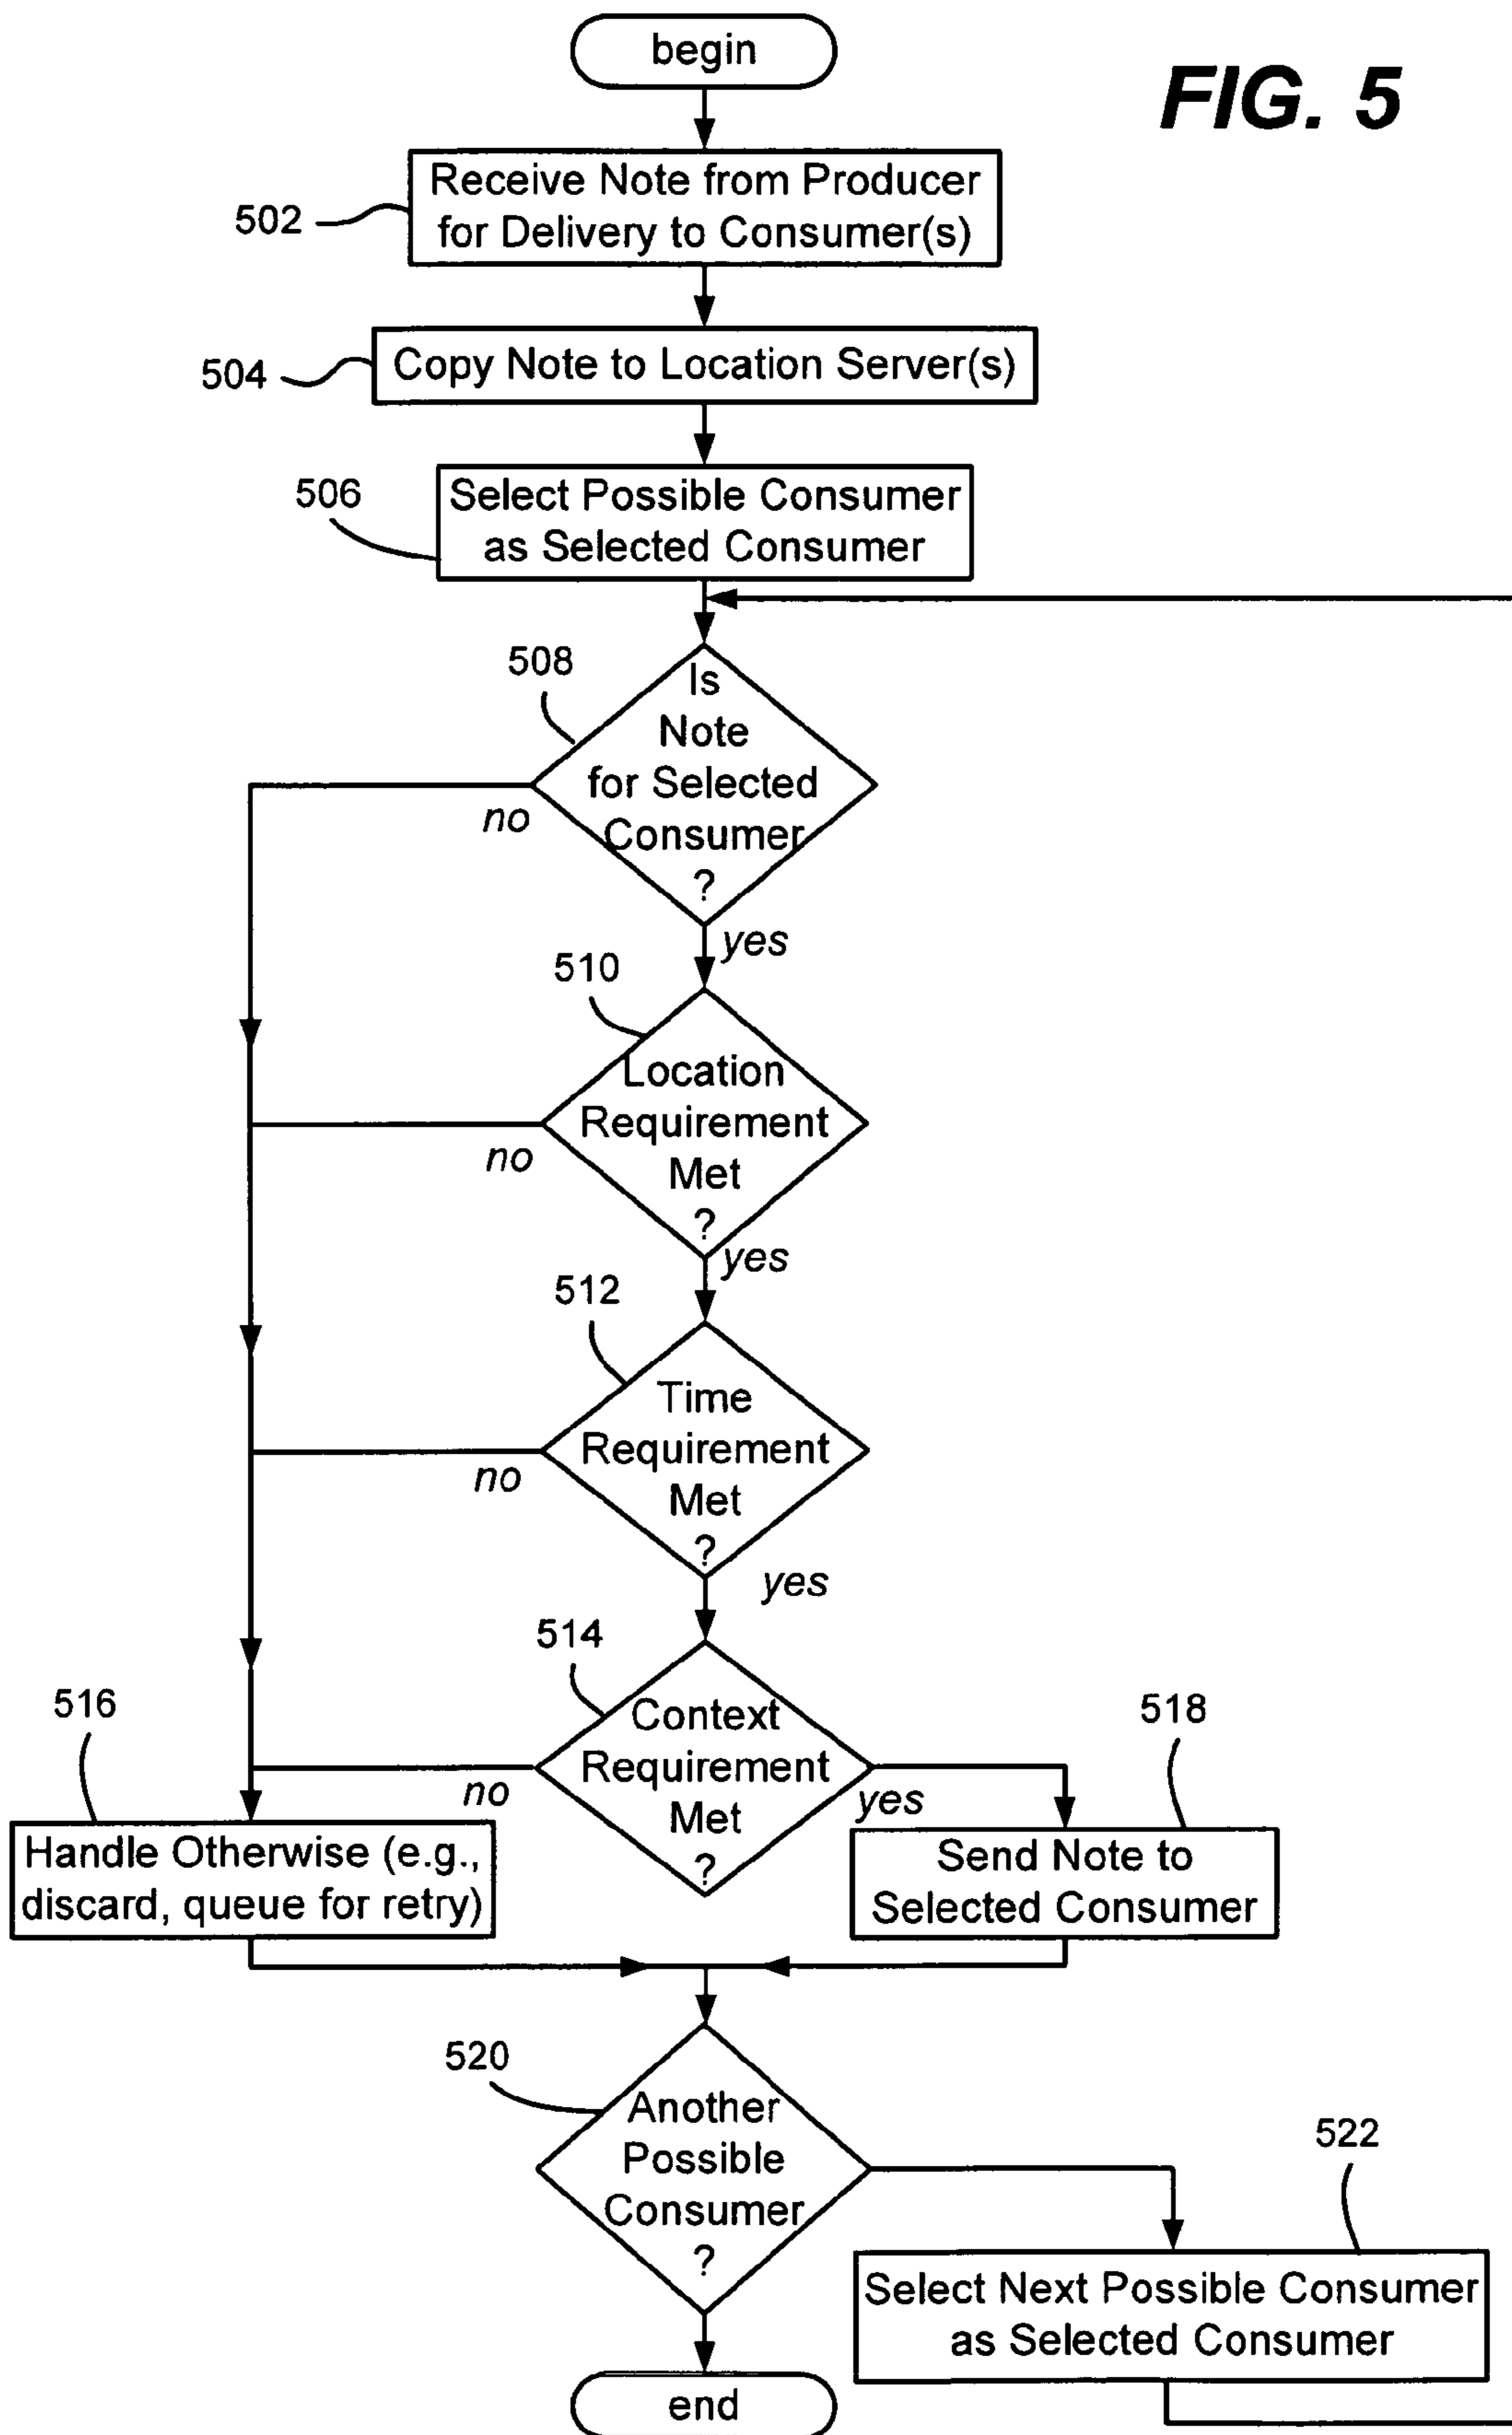 begin
FIG. 5
Receive Note from Producer
for Delivery to Consumer(s)
502
Copy Note to Location Server(s)
504
506
Select Possible Consumer
as Selected Consumer
508
Is
Note
for Selected
Consumer
?
no
yes
510
Location
Requirement
Met
?
no
yes
512
Time
Requirement
Met
?
no
yes
514
Context
Requirement
Met
?
no
yes
516
Handle Otherwise (e.g.,
discard, queue for retry)
518
Send Note to
Selected Consumer
520
Another
Possible
Consumer
?
522
Select Next Possible Consumer
as Selected Consumer
end